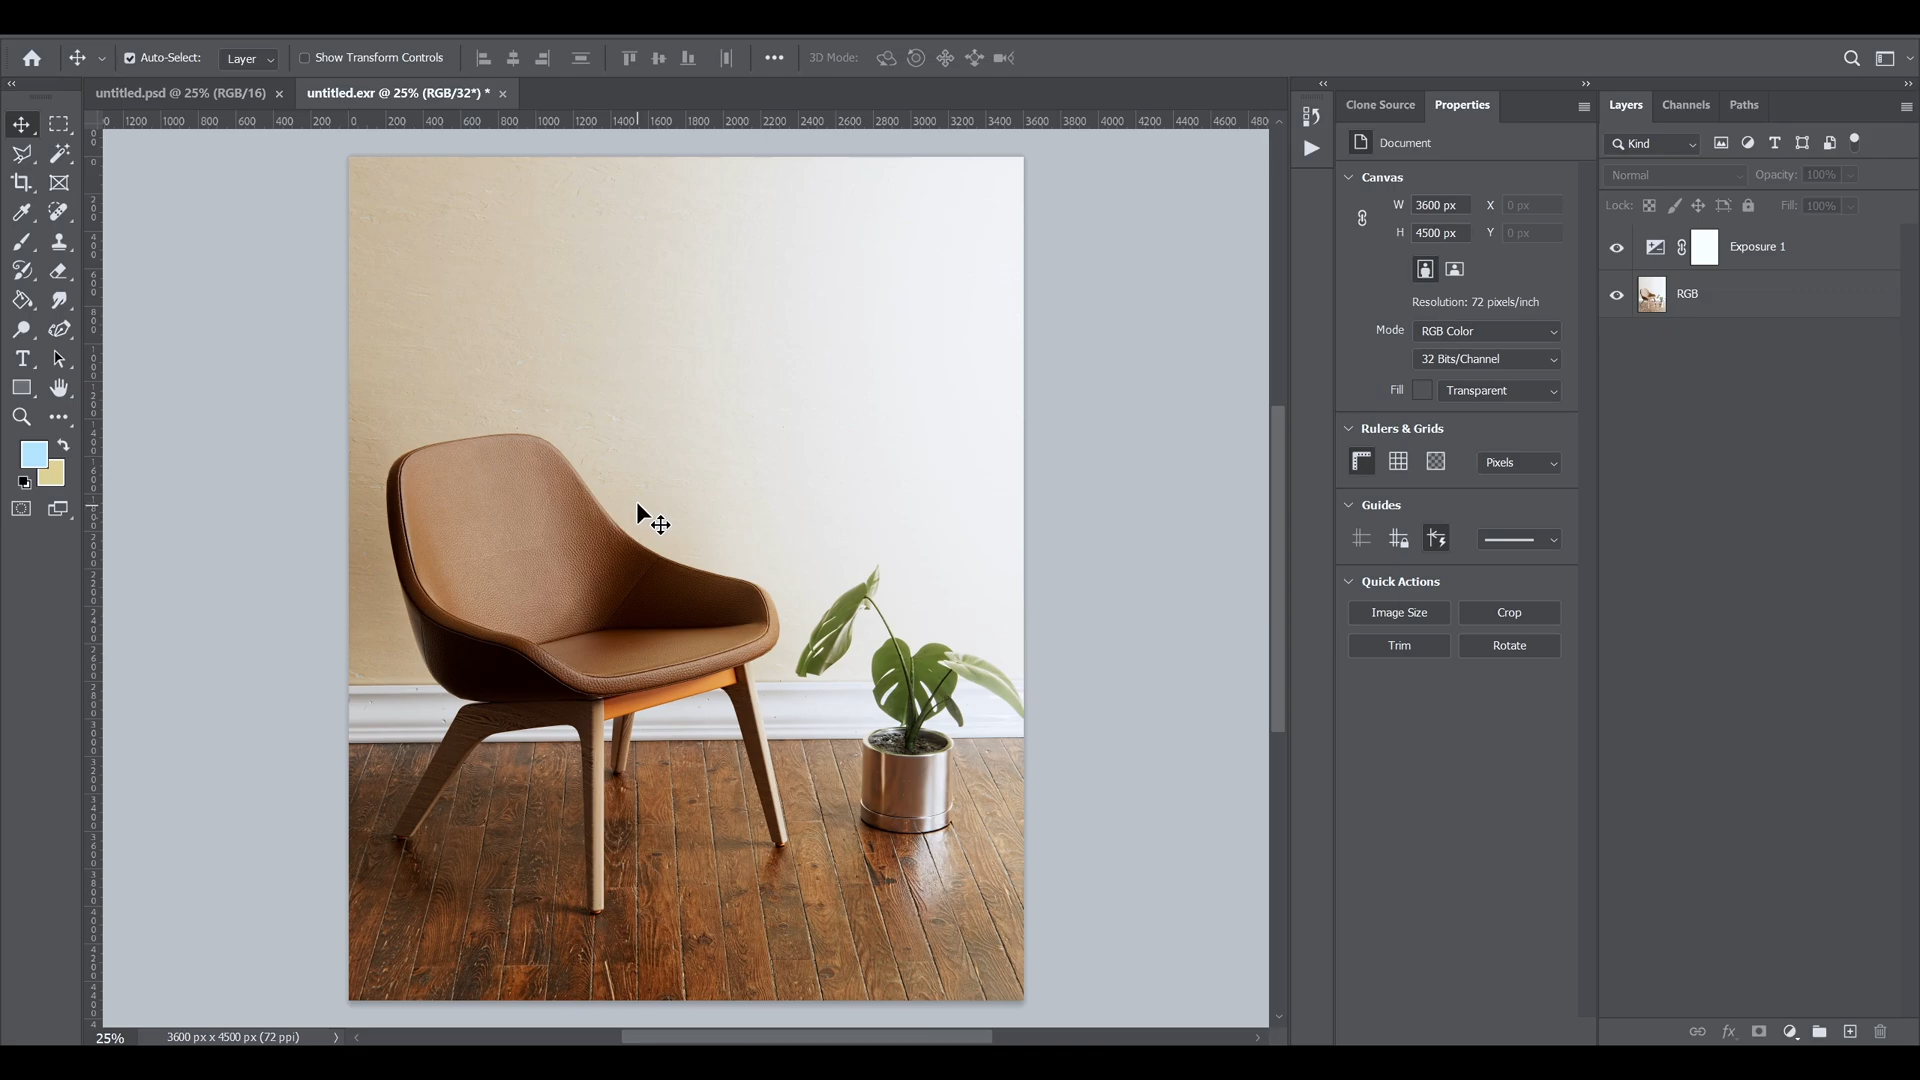 Auto-Select:
Layer
Show Transform Controls
3D Mode:
untitled.psd @ 25% (RGB/16)
untitled.exr @ 25% (RGB/32*) *
0 1200 1000 800 600 400 200 0 200 400 600 800 1000 1200 1400 1600 1800 2000 2200 2400 2600 2800 3000 3200 3400 3600 3800 4000 4200 4400 4600 480
Clone Source
Properties
Document
Canvas
W 3600 px X 0 px
H 4500 px Y 0 px
Resolution: 72 pixels/inch
Mode RGB Color
32 Bits/Channel
Fill Transparent
Rulers & Grids
Pixels
Guides
Quick Actions
Image Size Crop
Trim Rotate
Layers Channels Paths
Kind
Normal Opacity: 100%
Lock: Fill: 100%
Exposure 1
RGB
25%
3600 px x 4500 px (72 ppi)
fx